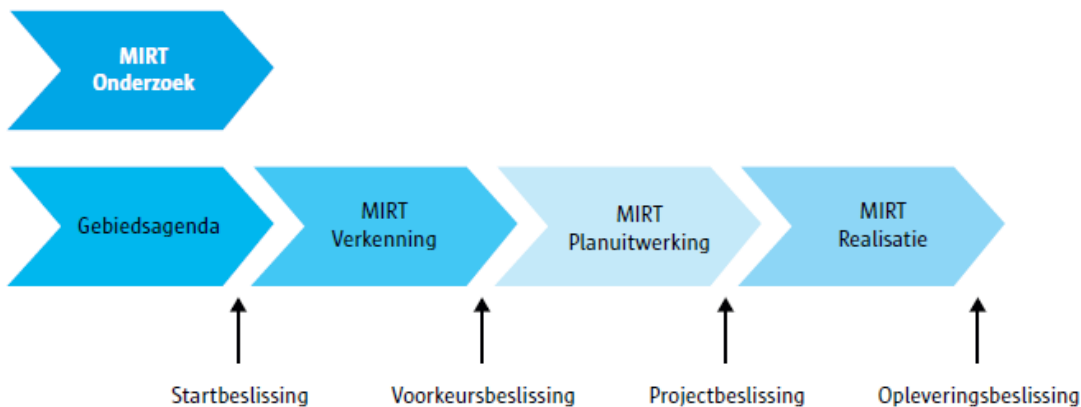 MIRT
Onderzoek
Gebiedsagenda
MIRT
Verkenning
MIRT
Planuitwerking
MIRT
Realisatie
Startbeslissing
Voorkeursbeslissing
Projectbeslissing
Opleveringsbeslissing